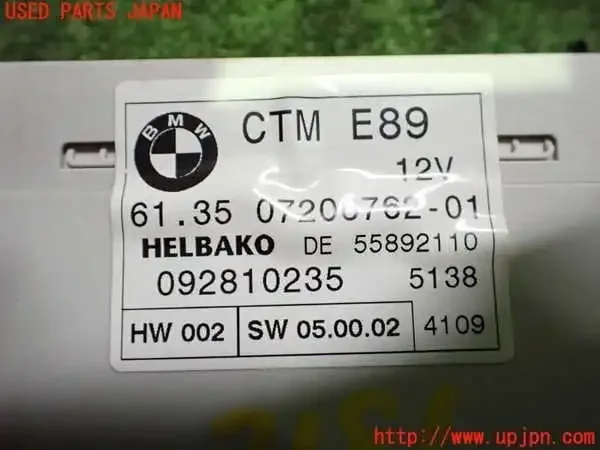 USED PARTS JAPAN
BMW
CTM E89
12V
61.35 07206762-01
HELBAKO DE 55892110
092810235 5138
HW 002 SW 05.00.02 4109
http://www.upjpn.com/